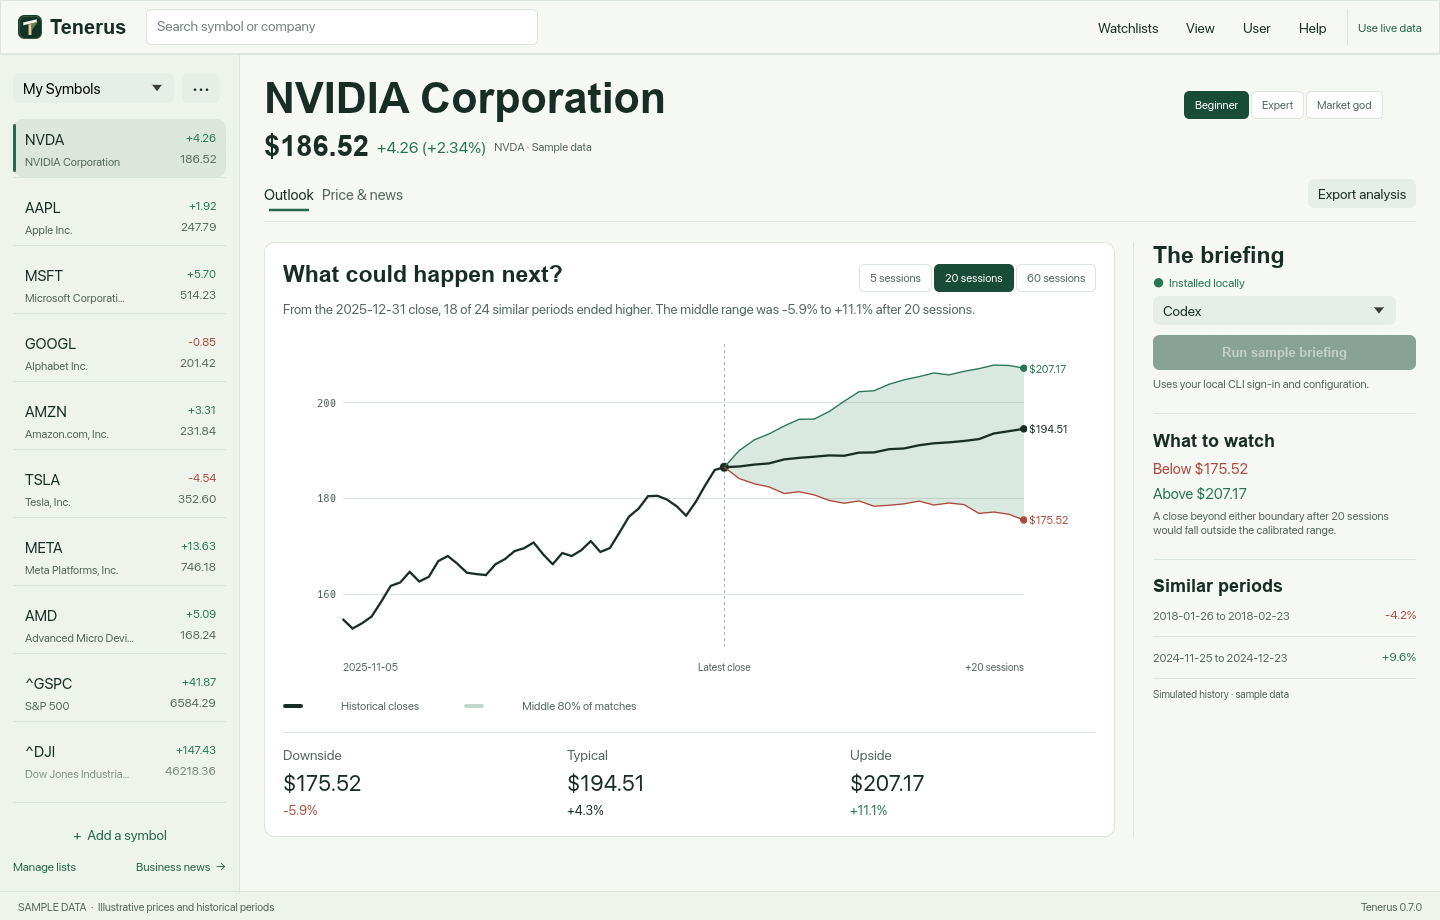 Tenerus
Search symbol or company
Watchlists
View
User
Help
Use live data
My Symbols
NVDA +4.26
NVIDIA Corporation 186.52
AAPL +1.92
Apple Inc. 247.79
MSFT +5.70
Microsoft Corporati... 514.23
GOOGL -0.85
Alphabet Inc. 201.42
AMZN +3.31
Amazon.com, Inc. 231.84
TSLA -4.54
Tesla, Inc. 352.60
META +13.63
Meta Platforms, Inc. 746.18
AMD +5.09
Advanced Micro Devi... 168.24
^GSPC +41.87
S&P 500 6584.29
^DJI +147.43
Dow Jones Industria... 46218.36
+ Add a symbol
Manage lists Business news →
NVIDIA Corporation
$186.52 +4.26 (+2.34%) NVDA · Sample data
Beginner Expert Market god
Outlook Price & news
Export analysis
What could happen next?
5 sessions 20 sessions 60 sessions
From the 2025-12-31 close, 18 of 24 similar periods ended higher. The middle range was -5.9% to +11.1% after 20 sessions.
$207.17
200
$194.51
180
$175.52
160
2025-11-05 Latest close +20 sessions
Historical closes Middle 80% of matches
Downside Typical Upside
$175.52 $194.51 $207.17
-5.9% +4.3% +11.1%
The briefing
Installed locally
Codex
Run sample briefing
Uses your local CLI sign-in and configuration.
What to watch
Below $175.52
Above $207.17
A close beyond either boundary after 20 sessions
would fall outside the calibrated range.
Similar periods
2018-01-26 to 2018-02-23 -4.2%
2024-11-25 to 2024-12-23 +9.6%
Simulated history · sample data
SAMPLE DATA · Illustrative prices and historical periods
Tenerus 0.7.0